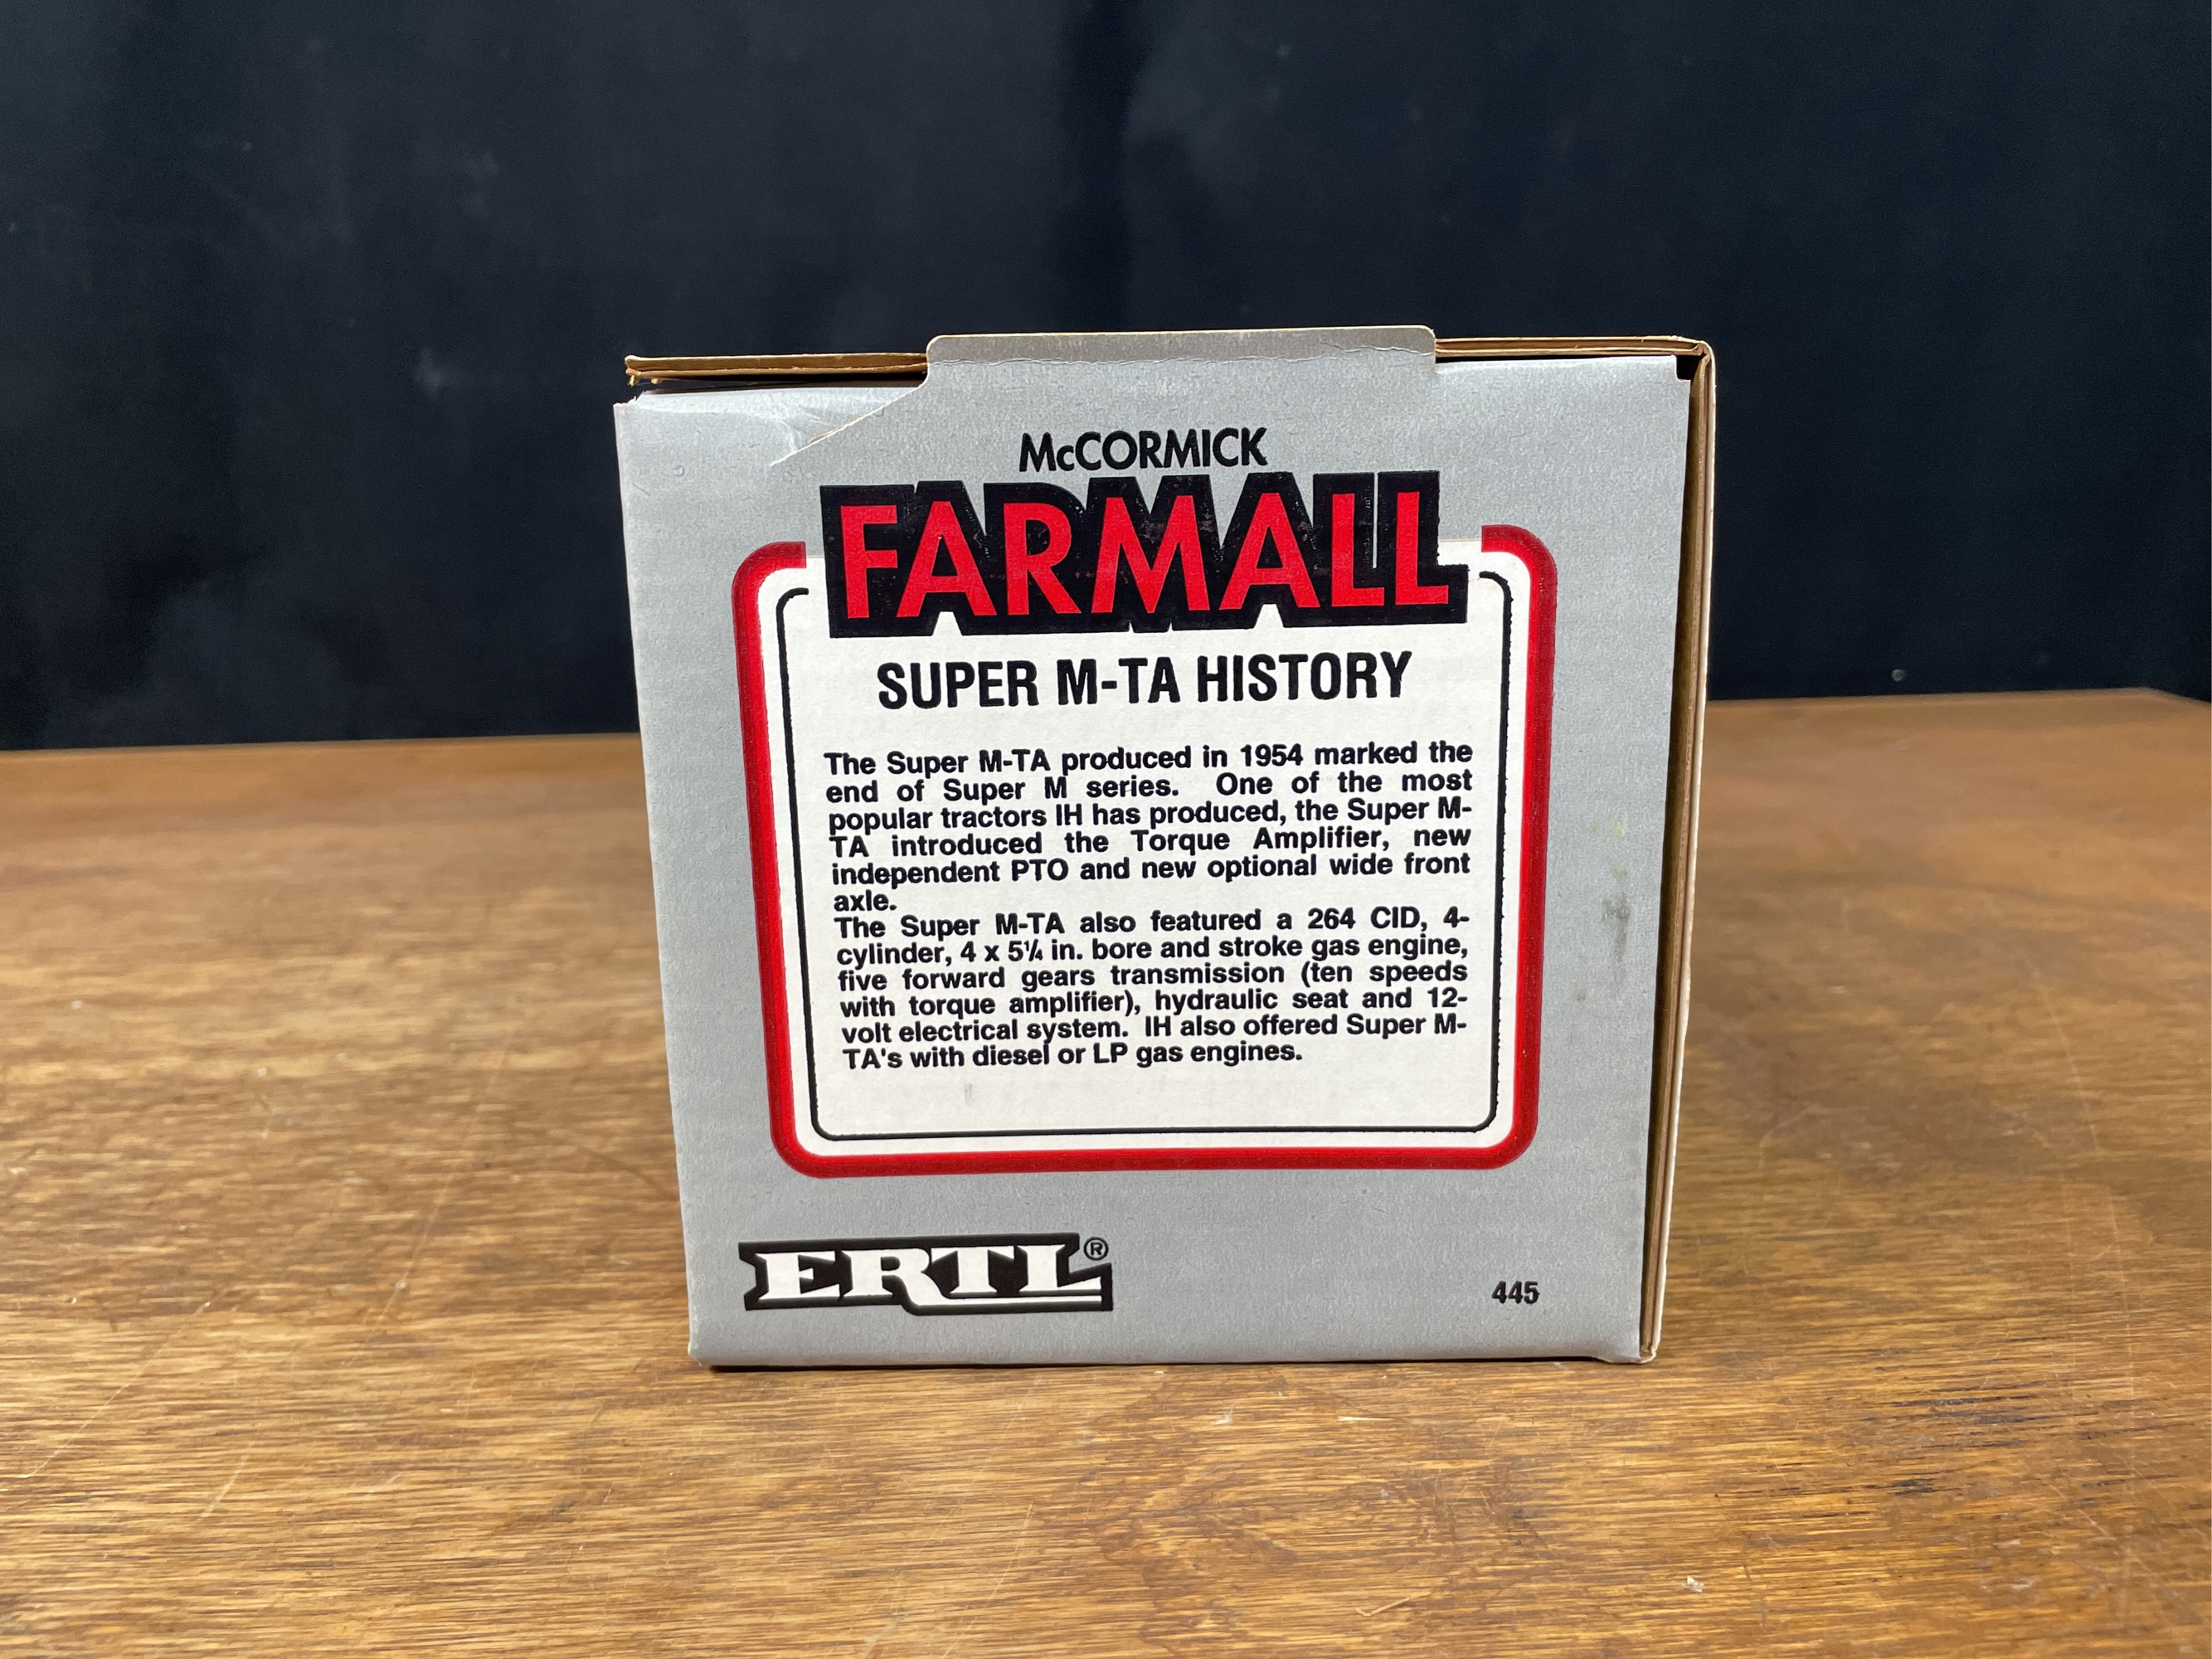 McCORMICK
FARMALL
SUPER M-TA HISTORY
The Super M-TA produced in 1954 marked the
end of Super M series. One of the most
popular tractors IH has produced, the Super M-
TA introduced the Torque Amplifier, new
independent PTO and new optional wide front
axle.
The Super M-TA also featured a 264 CID, 4-
cylinder, 4 x 5¼ in. bore and stroke gas engine,
five forward gears transmission (ten speeds
with torque amplifier), hydraulic seat and 12-
volt electrical system. IH also offered Super M-
TA's with diesel or LP gas engines.
ERTL®
445